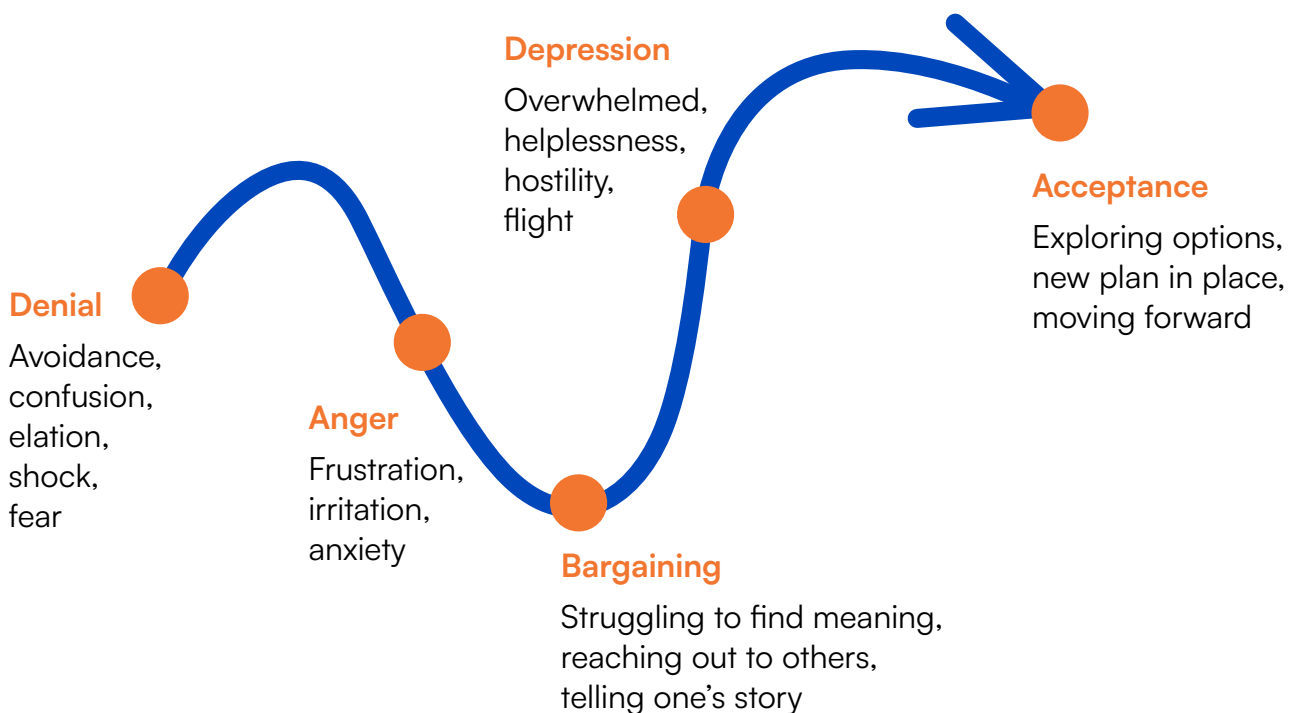 Denial
Avoidance,
confusion,
elation,
shock,
fear
Anger
Frustration,
irritation,
anxiety
Bargaining
Struggling to find meaning,
reaching out to others,
telling one’s story
Depression
Overwhelmed,
helplessness,
hostility,
flight
Acceptance
Exploring options,
new plan in place,
moving forward